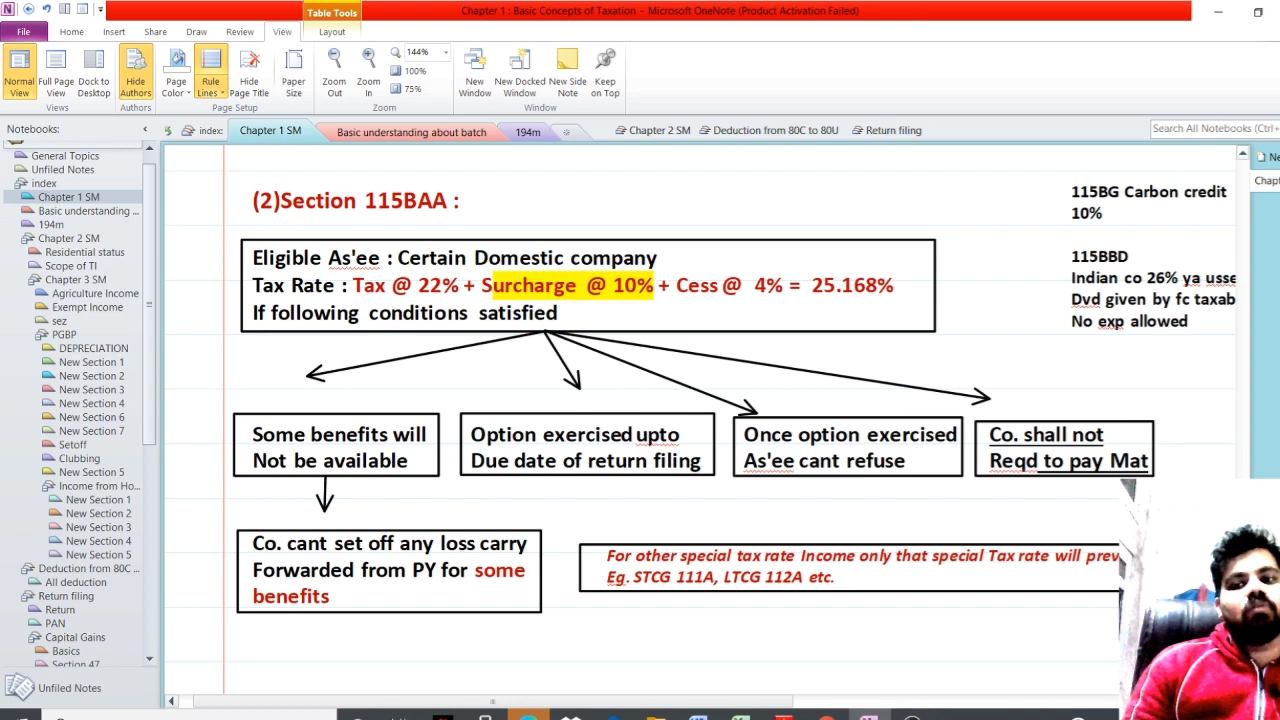 Table Tools
Chapter 1 : Basic Concepts of Taxation - Microsoft OneNote (Product Activation Failed)
File Home Insert Share Draw Review View Layout
Normal View
Full Page View
Dock to Desktop
Hide Authors
Page Color
Rule Lines
Hide Page Title
Paper Size
Zoom Out
Zoom In
144%
100%
75%
New Window
New Docked Window
New Side Note
Keep on Top
Views Authors Page Setup Zoom Window
Notebooks:
index: Chapter 1 SM Basic understanding about batch 194m Chapter 2 SM Deduction from 80C to 80U Return filing
Search All Notebooks (Ctrl+
General Topics
Unfiled Notes
index
Chapter 1 SM
Basic understanding ...
194m
Chapter 2 SM
Residential status
Scope of TI
Chapter 3 SM
Agriculture Income
Exempt Income
sez
PGBP
DEPRECIATION
New Section 1
New Section 2
New Section 3
New Section 4
New Section 6
New Section 7
Setoff
Clubbing
New Section 5
Income from Ho...
New Section 1
New Section 2
New Section 3
New Section 4
New Section 5
Deduction from 80C ...
All deduction
Return filing
Return
PAN
Capital Gains
Basics
Section 47
Unfiled Notes
(2)Section 115BAA :
Eligible As'ee : Certain Domestic company
Tax Rate : Tax @ 22% + Surcharge @ 10% + Cess @ 4% = 25.168%
If following conditions satisfied
Some benefits will
Not be available
Option exercised upto
Due date of return filing
Once option exercised
As'ee cant refuse
Co. shall not
Reqd to pay Mat
Co. cant set off any loss carry
Forwarded from PY for some
benefits
For other special tax rate Income only that special Tax rate will prev
Eg. STCG 111A, LTCG 112A etc.
115BG Carbon credit
10%
115BBD
Indian co 26% ya usse
Dvd given by fc taxab
No exp allowed
Ne
Chapt